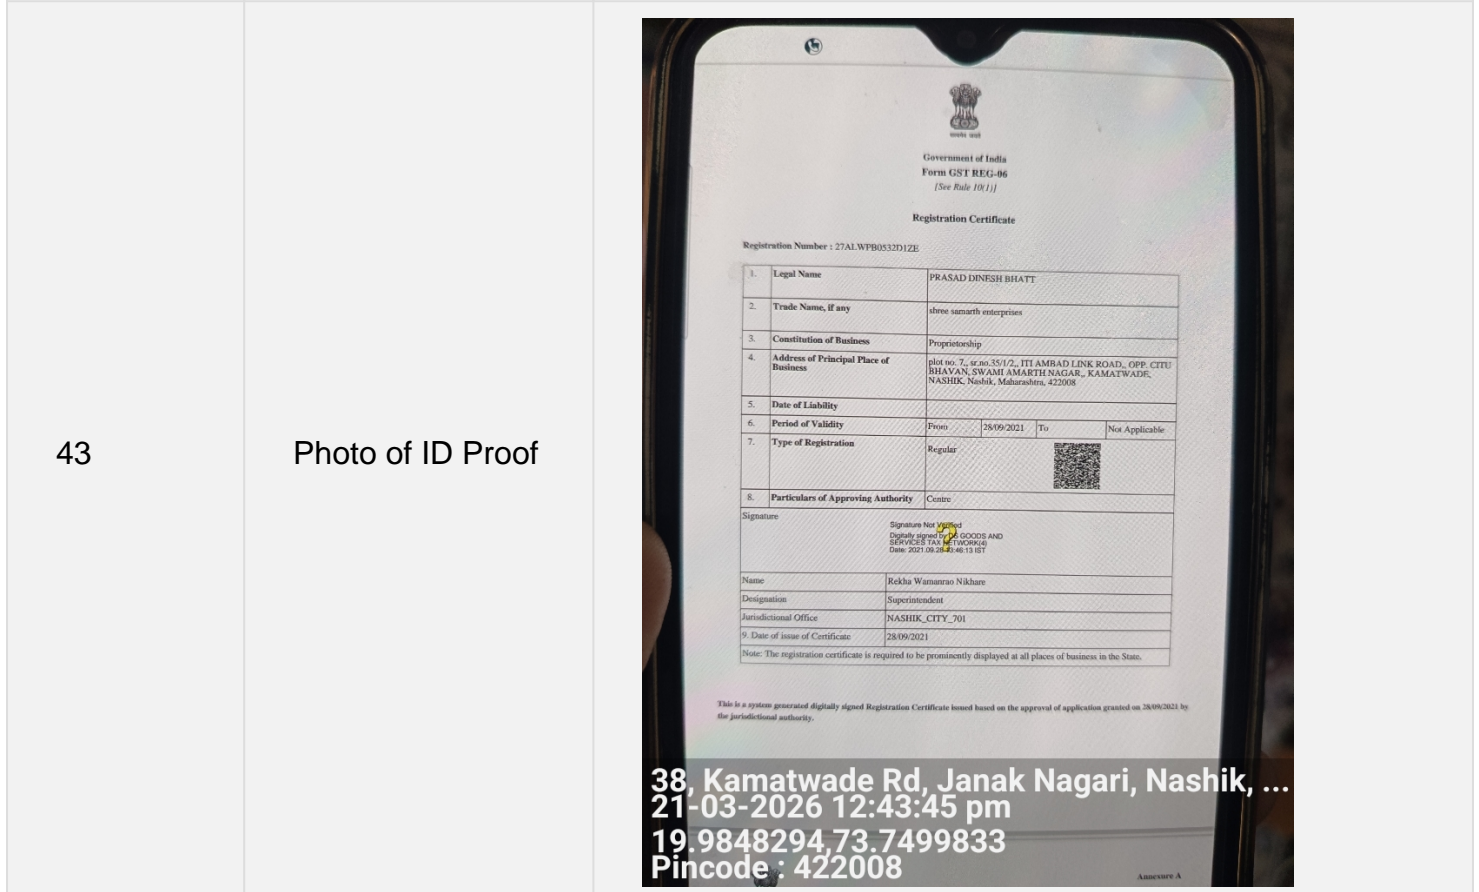 43
Photo of ID Proof
Government of India
Form GST REG-06
[See Rule 10(1)]
Registration Certificate
Registration Number : 27ALWPB0532D1ZE
1. Legal Name PRASAD DINESH BHATT
2. Trade Name, if any shree samarth enterprises
3. Constitution of Business Proprietorship
4. Address of Principal Place of
Business
plot no. 7,, sr.no.35/1/2,, ITI AMBAD LINK ROAD,, OPP. CITU
BHAVAN, SWAMI AMARTH NAGAR,, KAMATWADE,
NASHIK, Nashik, Maharashtra, 422008
5. Date of Liability
6. Period of Validity From 28/09/2021 To Not Applicable
7. Type of Registration Regular
8. Particulars of Approving Authority Centre
Signature
Signature Not Verified
Digitally signed by DS GOODS AND
SERVICES TAX NETWORK(4)
Date: 2021.09.28 :46:13 IST
Name Rekha Wamanrao Nikhare
Designation Superintendent
Jurisdictional Office NASHIK_CITY_701
9. Date of issue of Certificate 28/09/2021
Note: The registration certificate is required to be prominently displayed at all places of business in the State.
This is a system generated digitally signed Registration Certificate issued based on the approval of application granted on 28/09/2021 by
the jurisdictional authority.
38, Kamatwade Rd, Janak Nagari, Nashik, ...
21-03-2026 12:43:45 pm
19.9848294,73.7499833
Pincode : 422008
Annexure A